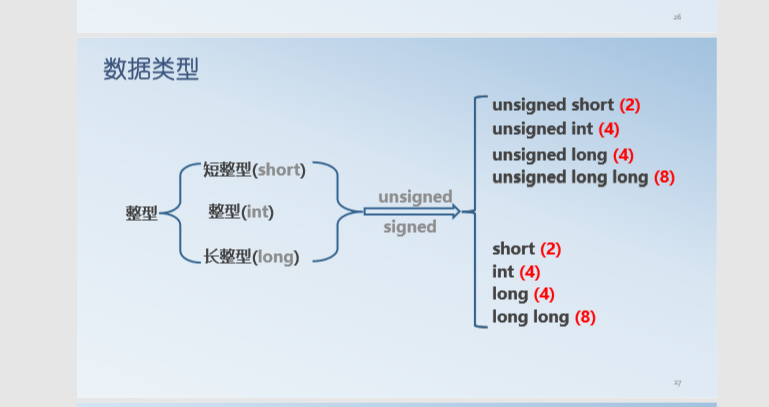 26
数据类型
整型
短整型(short)
整型(int)
长整型(long)
unsigned
signed
unsigned short (2)
unsigned int (4)
unsigned long (4)
unsigned long long (8)
short (2)
int (4)
long (4)
long long (8)
27